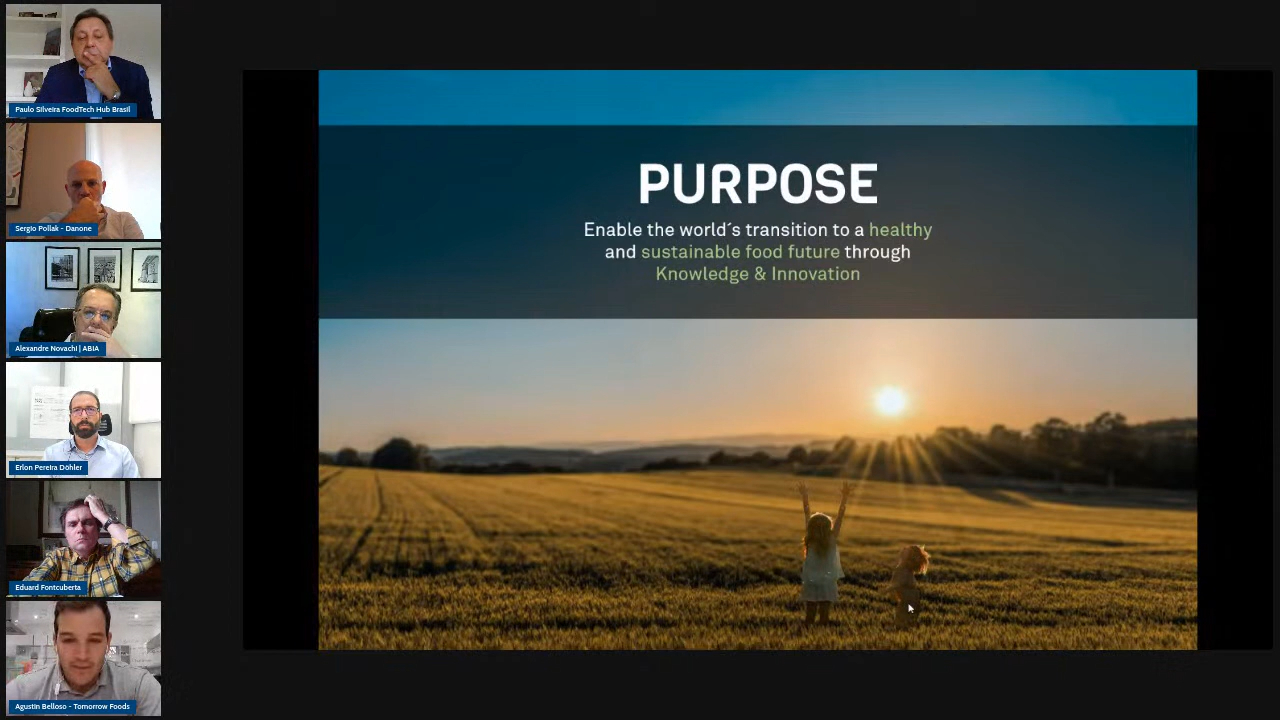 Paulo Silveira FoodTech Hub Brasil
Sergio Pollak - Danone
Alexandre Novachi | ABIA
Erlon Pereira Döhler
Eduard Fontcuberta
Agustin Belloso - Tomorrow Foods
PURPOSE
Enable the world´s transition to a healthy
and sustainable food future through
Knowledge & Innovation